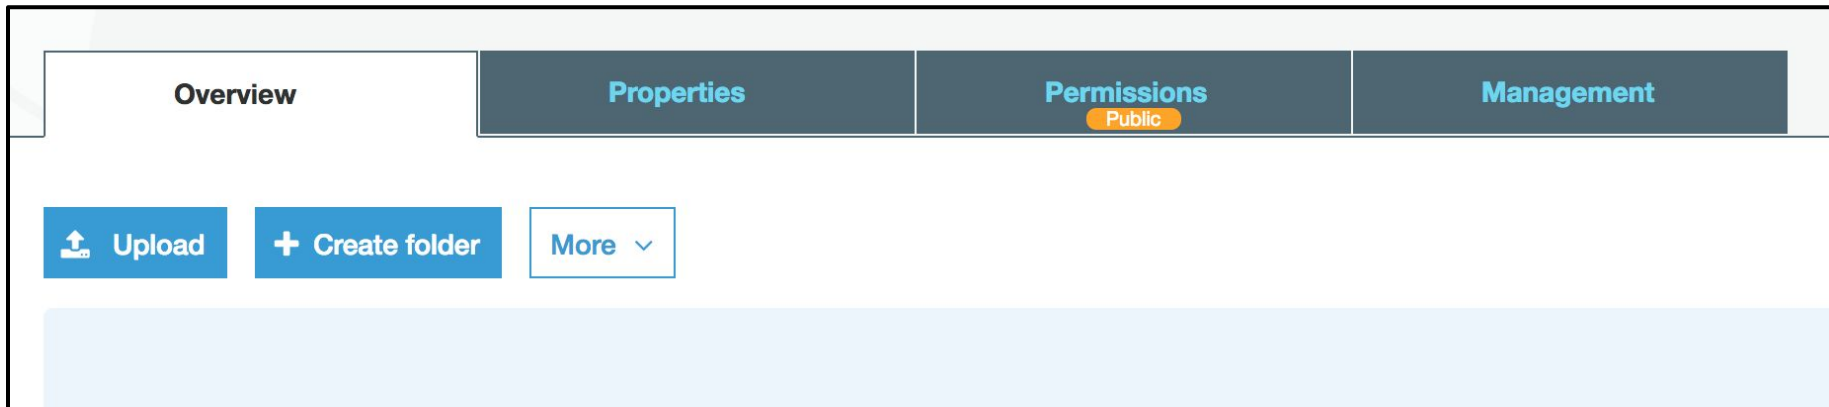 Overview
Properties
Permissions
Public
Management
Upload
Create folder
More